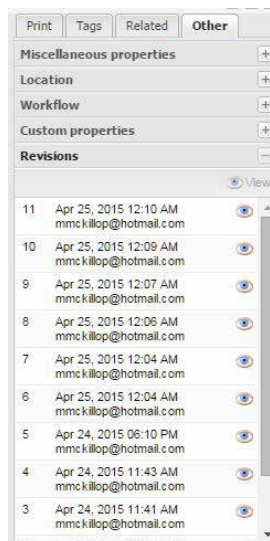 Print Tags Related Other
Miscellaneous properties
Location
Workflow
Custom properties
Revisions
View
11 Apr 25, 2015 12:10 AM
mmckillop@hotmail.com
10 Apr 25, 2015 12:09 AM
mmckillop@hotmail.com
9 Apr 25, 2015 12:07 AM
mmckillop@hotmail.com
8 Apr 25, 2015 12:06 AM
mmckillop@hotmail.com
7 Apr 25, 2015 12:04 AM
mmckillop@hotmail.com
6 Apr 25, 2015 12:04 AM
mmckillop@hotmail.com
5 Apr 24, 2015 06:10 PM
mmckillop@hotmail.com
4 Apr 24, 2015 11:43 AM
mmckillop@hotmail.com
3 Apr 24, 2015 11:41 AM
mmckillop@hotmail.com